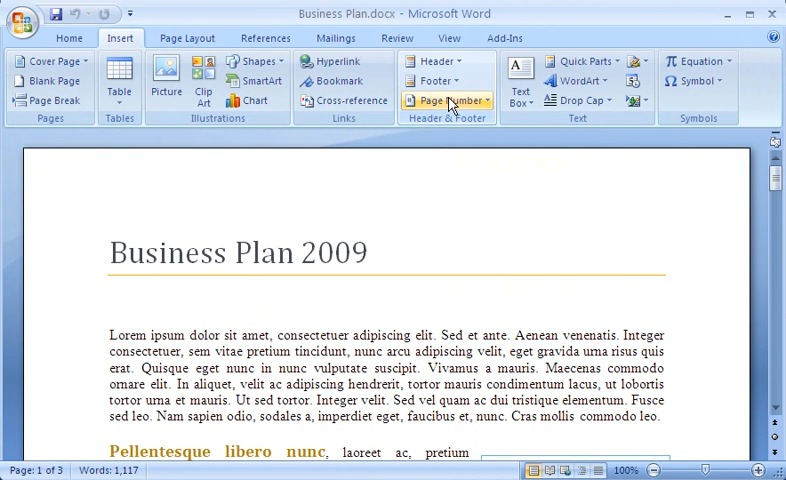 Business Plan.docx - Microsoft Word
Home Insert Page Layout References Mailings Review View Add-Ins
Cover Page Shapes Hyperlink Header Quick Parts Equation
Blank Page SmartArt Bookmark Footer WordArt Symbol
Page Break Table Picture Clip Art Chart Cross-reference Page Number Text Box Drop Cap
Pages Tables Illustrations Links Header & Footer Text Symbols
Business Plan 2009
Lorem ipsum dolor sit amet, consectetuer adipiscing elit. Sed et ante. Aenean venenatis. Integer
consectetuer, sem vitae pretium tincidunt, nunc arcu adipiscing velit, eget gravida urna risus quis
erat. Quisque eget nunc in nunc vulputate suscipit. Vivamus a mauris. Maecenas commodo
ornare elit. In aliquet, velit ac adipiscing hendrerit, tortor mauris condimentum lacus, ut lobortis
tortor urna et mauris. Ut sed tortor. Integer velit. Sed vel quam ac dui tristique elementum. Fusce
sed leo. Nam sapien odio, sodales a, imperdiet eget, faucibus et, nunc. Cras mollis commodo leo.
Pellentesque libero nunc, laoreet ac, pretium
Page: 1 of 3 Words: 1,117 100%